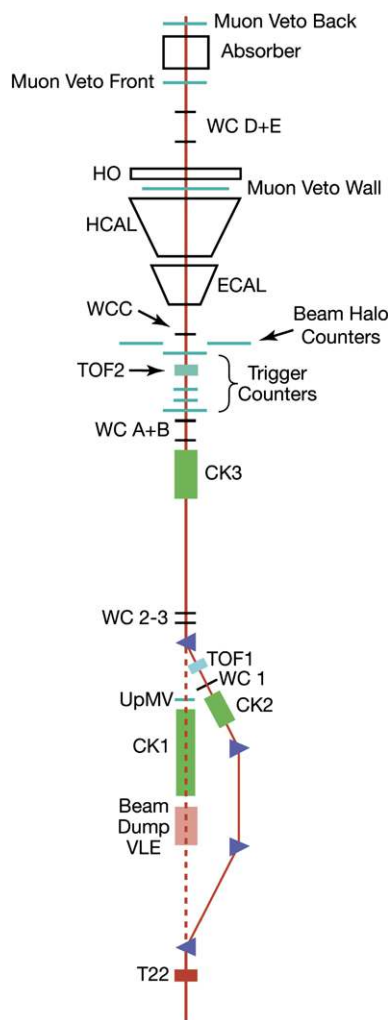 Muon Veto Back
Absorber
Muon Veto Front
WC D+E
HO
Muon Veto Wall
HCAL
ECAL
WCC
Beam Halo
Counters
TOF2
Trigger
Counters
WC A+B
CK3
WC 2-3
TOF1
WC 1
UpMV
CK2
CK1
Beam
Dump
VLE
T22